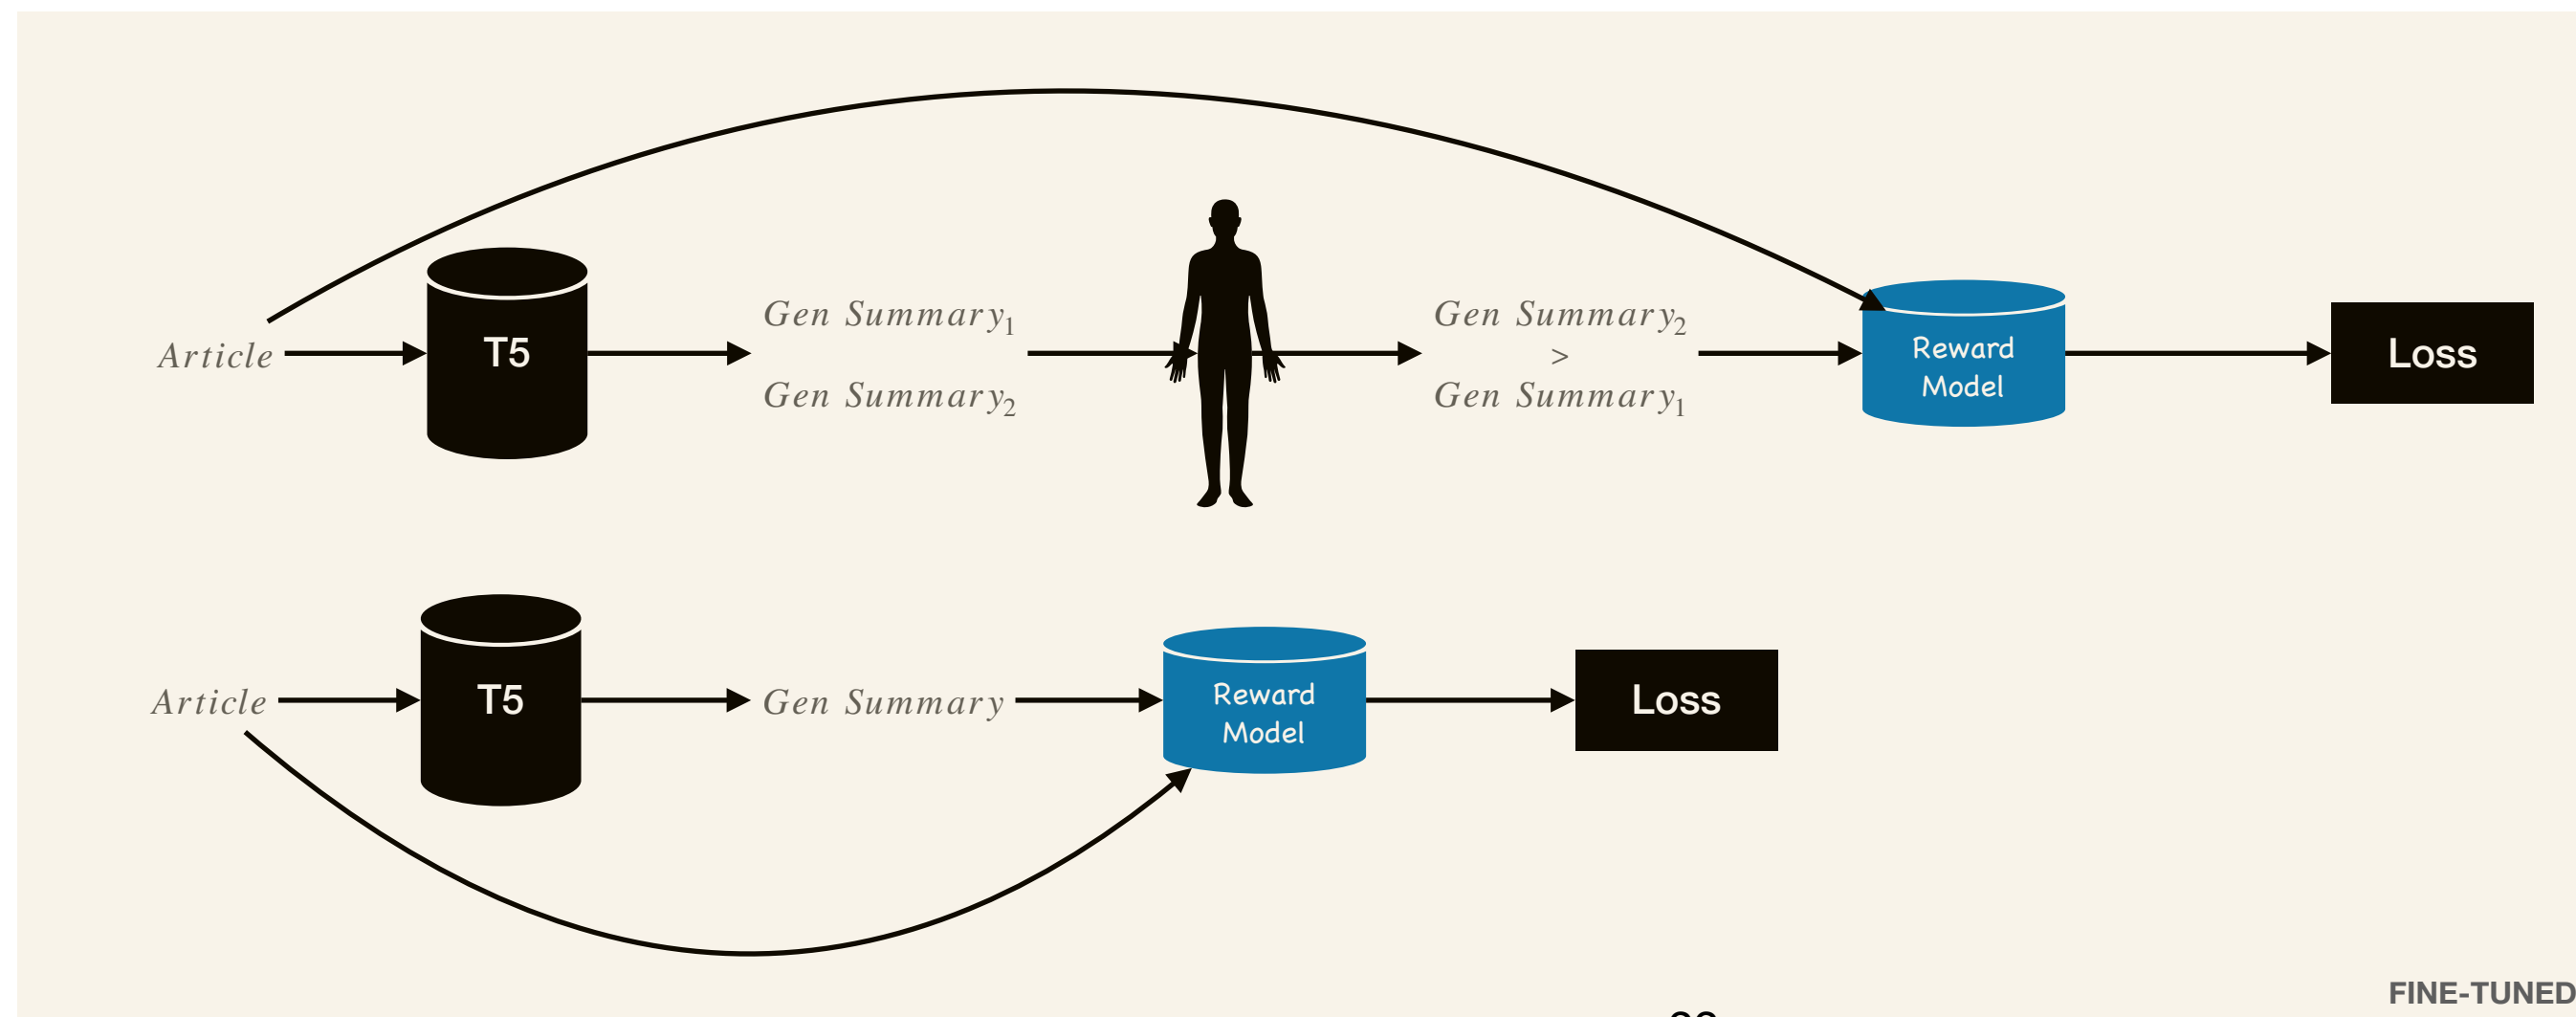 Gen Summary₁
Gen Summary₂
Article
T5
>
Reward
Model
Loss
Gen Summary₂
Gen Summary₁
Article
T5
Gen Summary
Reward
Model
Loss
FINE-TUNED